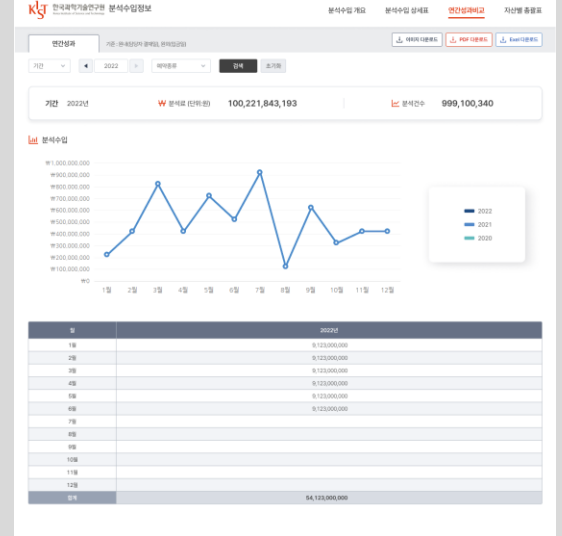 KIST 한국과학기술연구원 분석수입정보
분석수입 개요 분석수입 상세표 연간성과비교 자산별 총괄표
연간성과
이미지 다운로드 PDF 다운로드 Excel 다운로드
기간 2022 예약종류 검색 초기화
기간 2022년 ₩ 분석료 (단위:원) 100,221,843,193 분석건수 999,100,340
분석수입
₩1,000,000,000
₩900,000,000
₩800,000,000
₩700,000,000
₩600,000,000
₩500,000,000
₩400,000,000
₩300,000,000
₩200,000,000
₩100,000,000
₩0
1월 2월 3월 4월 5월 6월 7월 8월 9월 10월 11월 12월
2022
2021
2020
월 2022년
1월 9,123,000,000
2월 9,123,000,000
3월 9,123,000,000
4월 9,123,000,000
5월 9,123,000,000
6월 9,123,000,000
7월
8월
9월
10월
11월
12월
합계 54,123,000,000